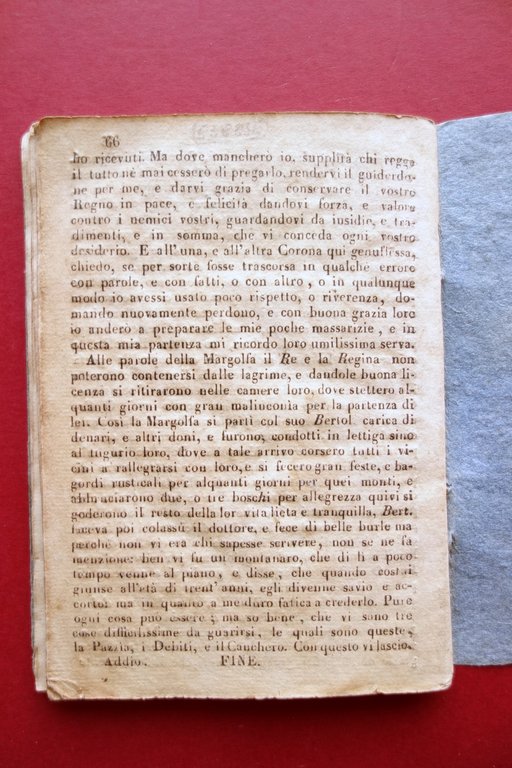 66
ho ricevuti. Ma dove mancherò io, supplirà chi regge
il tutto nè mai cesserò di pregarlo, rendervi il guiderdo-
ne per me, e darvi grazia di conservare il vostro
Regno in pace, e felicità dandovi forza, e valore
contro i nemici vostri, guardandovi da insidie, e tra-
dimenti, e in somma, che vi conceda ogni vostro
desiderio. E all'una, e all'altra Corona qui genuflessa,
chiedo, se per sorte fosse trascorsa in qualche errore
con parole, e con fatti, o con altro, o in qualunque
modo io avessi usato poco rispetto, o riverenza, do-
mando nuovamente perdono, e con buona grazia loro
io anderò a preparare le mie poche massarizie, e in
questa mia partenza mi ricordo loro umilissima serva.
Alle parole della Margolfa il Re e la Regina non
poterono contenersi dalle lagrime, e dandole buona li-
cenza si ritirarono nelle camere loro, dove stettero al-
quanti giorni con gran malinconia per la partenza di
lei. Così la Margolfa si partì col suo Bertol. carica di
denari, e altri doni, e furono condotti in lettiga sino
al tugurio loro, dove a tale arrivo corsero tutti i vi-
cini a rallegrarsi con loro, e si fecero gran feste, e ba-
gordi rusticali per alquanti giorni per quei monti, e
abbruciarono due, o tre boschi per allegrezza quivi si
goderono il resto della lor vita lieta e tranquilla, Bert.
faceva poi colassù il dottore, e fece di belle burle ma
perchè non vi era chi sapesse scrivere, non se ne fa
menzione: ben vi fu un montanaro, che di lì a poco
tempo venne al piano, e disse, che quando costui
giunse all'età di trent'anni, egli divenne savio e ac-
corto: ma in quanto a me duro fatica a crederlo. Pure
ogni cosa può essere; ma so bene, che vi sono tre
cose difficilissime da guarirsi, le quali sono queste,
la Pazzia, i Debiti, e il Canchero. Con questo vi lascio.
Addio. FINE.